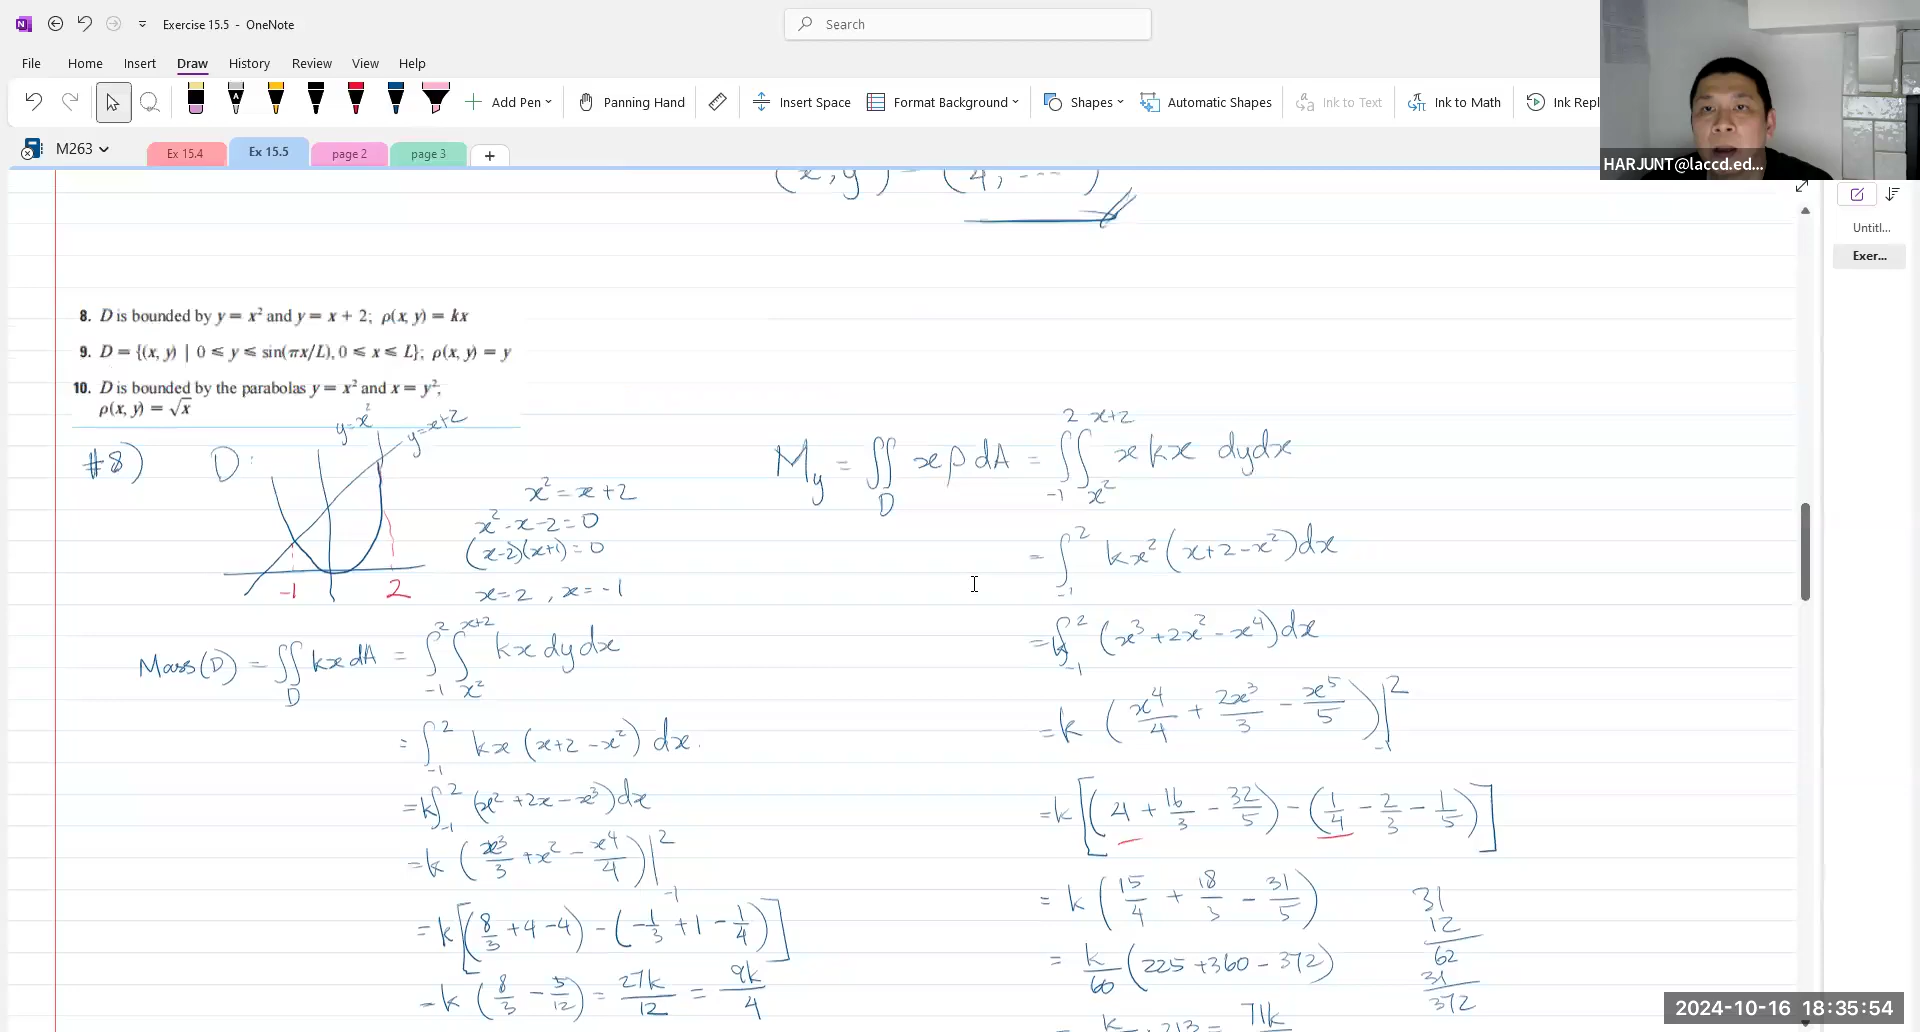 Exercise 15.5 - OneNote
Search
File Home Insert Draw History Review View Help
Add Pen Panning Hand Insert Space Format Background Shapes Automatic Shapes Ink to Text Ink to Math Ink Repl
HARJUNT@laccd.ed...
M263 Ex 15.4 Ex 15.5 page 2 page 3 +
Untitl...
Exer...
(x, y) = (4, ...)
8. D is bounded by y = x² and y = x + 2; ρ(x, y) = kx
9. D = {(x, y) | 0 ≤ y ≤ sin(πx/L), 0 ≤ x ≤ L}; ρ(x, y) = y
10. D is bounded by the parabolas y = x² and x = y²;
ρ(x, y) = √x
#8) D:
y=x²
y=x+2
-1 2
x² = x+2
x²-x-2=0
(x-2)(x+1)=0
x=2, x=-1
Mass(D) = ∬_D kx dA = ∫_{-1}^{2} ∫_{x²}^{x+2} kx dy dx
= ∫_{-1}^{2} kx (x+2-x²) dx.
= k∫_{-1}^{2} (x²+2x-x³) dx
= k (x³/3 + x² - x⁴/4) |_{-1}^{2}
= k[(8/3 +4-4) - (-1/3 +1 - 1/4)]
= k (8/3 - 5/12) = 27k/12 = 9k/4
M_y = ∬_D xρ dA = ∫_{-1}^{2} ∫_{x²}^{x+2} x kx dy dx
= ∫_{-1}^{2} kx² (x+2-x²) dx
= k∫_{-1}^{2} (x³+2x²-x⁴) dx
= k (x⁴/4 + 2x³/3 - x⁵/5) |_{-1}^{2}
= k[(4 + 16/3 - 32/5) - (1/4 - 2/3 - 1/5)]
= k (15/4 + 18/3 - 31/5)
= k/60 (225 +360 - 372)
31
12
62
31
372
213 = 71k
2024-10-16 18:35:54